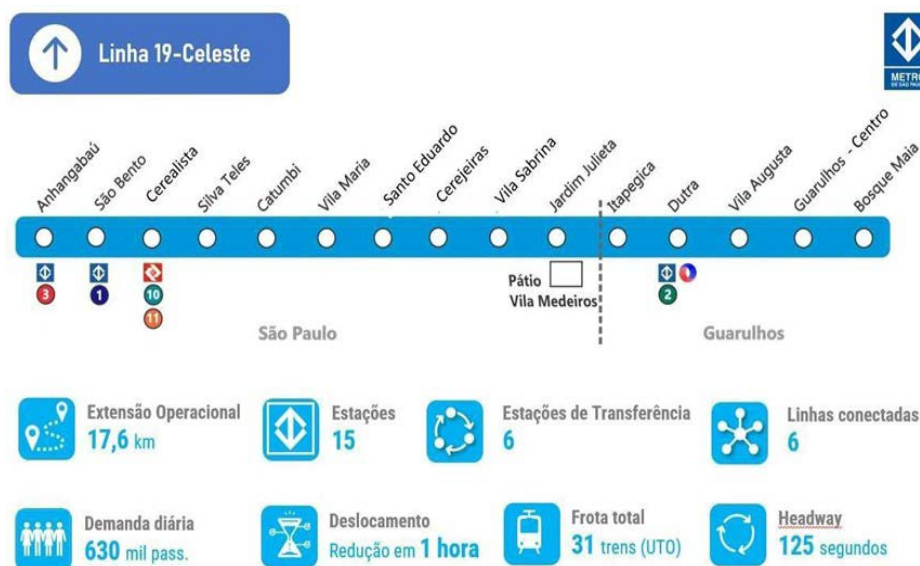 Linha 19-Celeste
METRÔ
DE SÃO PAULO
Anhangabaú
São Bento
Cerealista
Silva Teles
Catumbi
Vila Maria
Santo Eduardo
Cerejeiras
Vila Sabrina
Jardim Julieta
Itapegica
Dutra
Vila Augusta
Guarulhos - Centro
Bosque Maia
3
1
10
11
Pátio
Vila Medeiros
2
São Paulo
Guarulhos
Extensão Operacional
17,6 km
Estações
15
Estações de Transferência
6
Linhas conectadas
6
Demanda diária
630 mil pass.
Deslocamento
Redução em 1 hora
Frota total
31 trens (UTO)
Headway
125 segundos